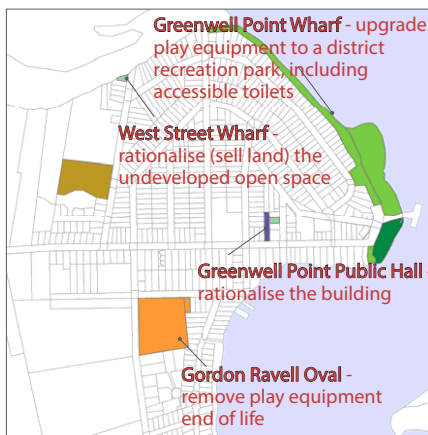 Greenwell Point Wharf - upgrade
play equipment to a district
recreation park, including
accessible toilets
West Street Wharf -
rationalise (sell land) the
undeveloped open space
Greenwell Point Public Hall -
rationalise the building
Gordon Ravell Oval -
remove play equipment
end of life